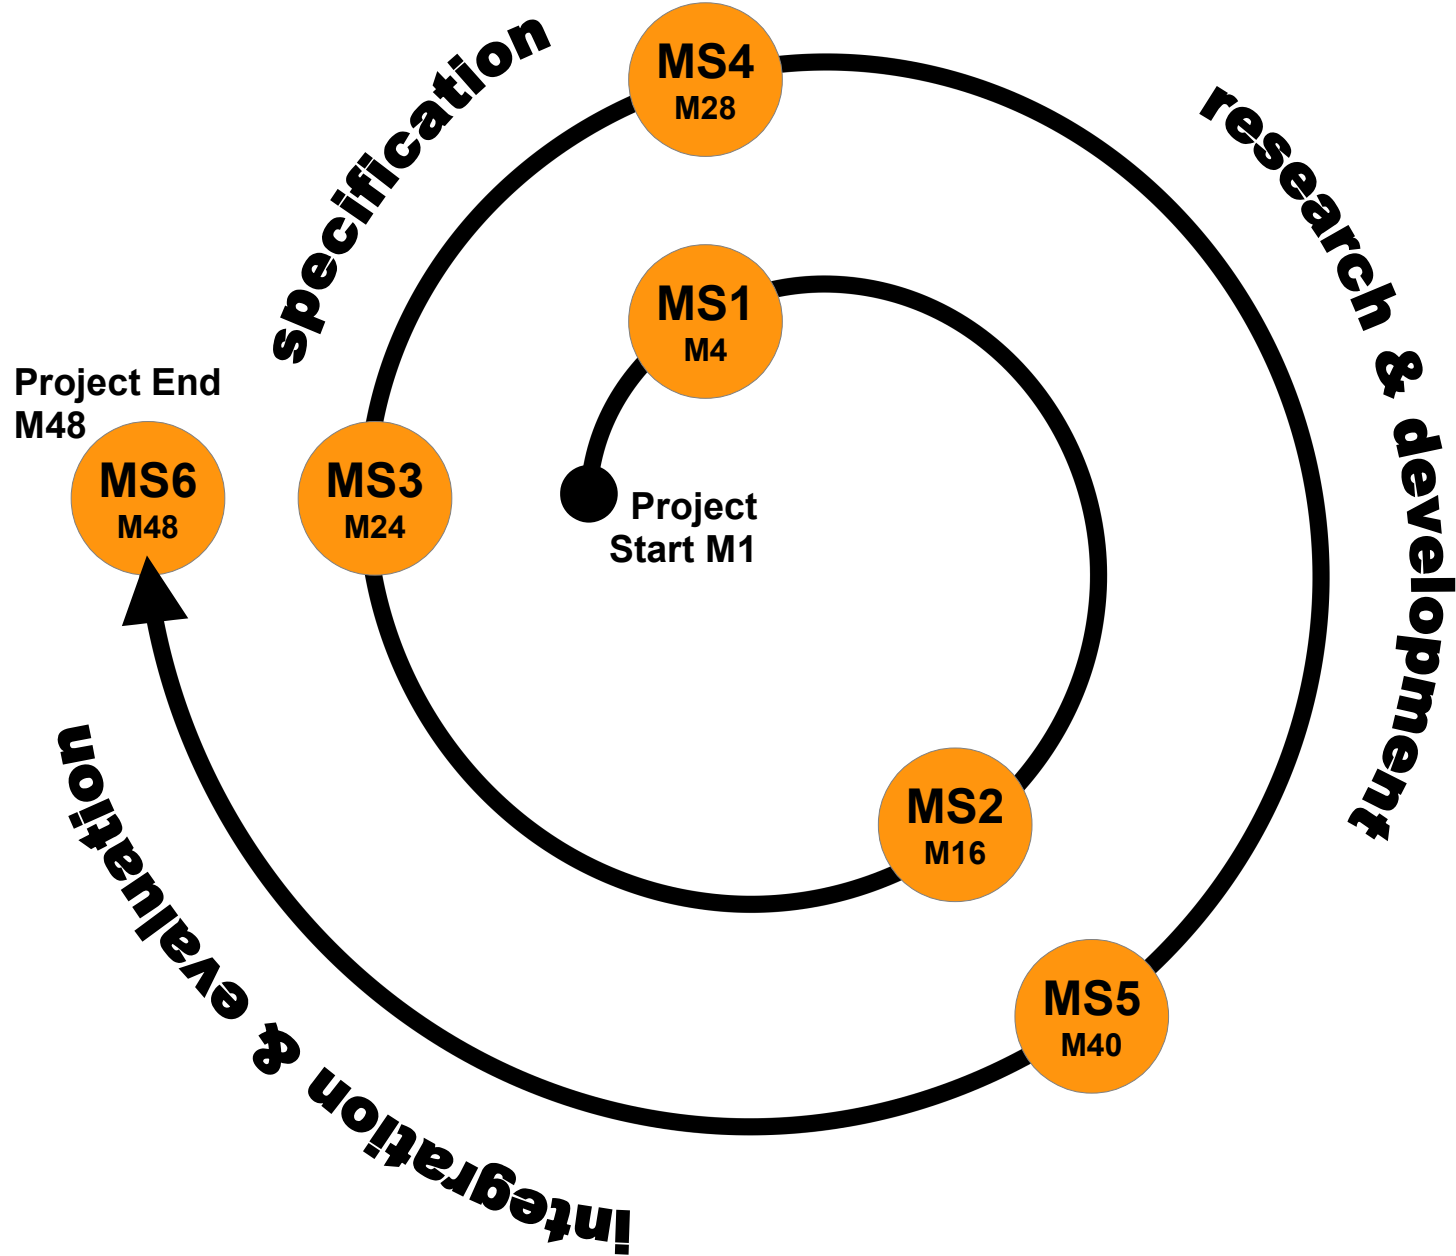 specification
research & development
integration & evaluation
MS4
M28
MS1
M4
Project End
M48
MS6
M48
MS3
M24
Project
Start M1
MS2
M16
MS5
M40